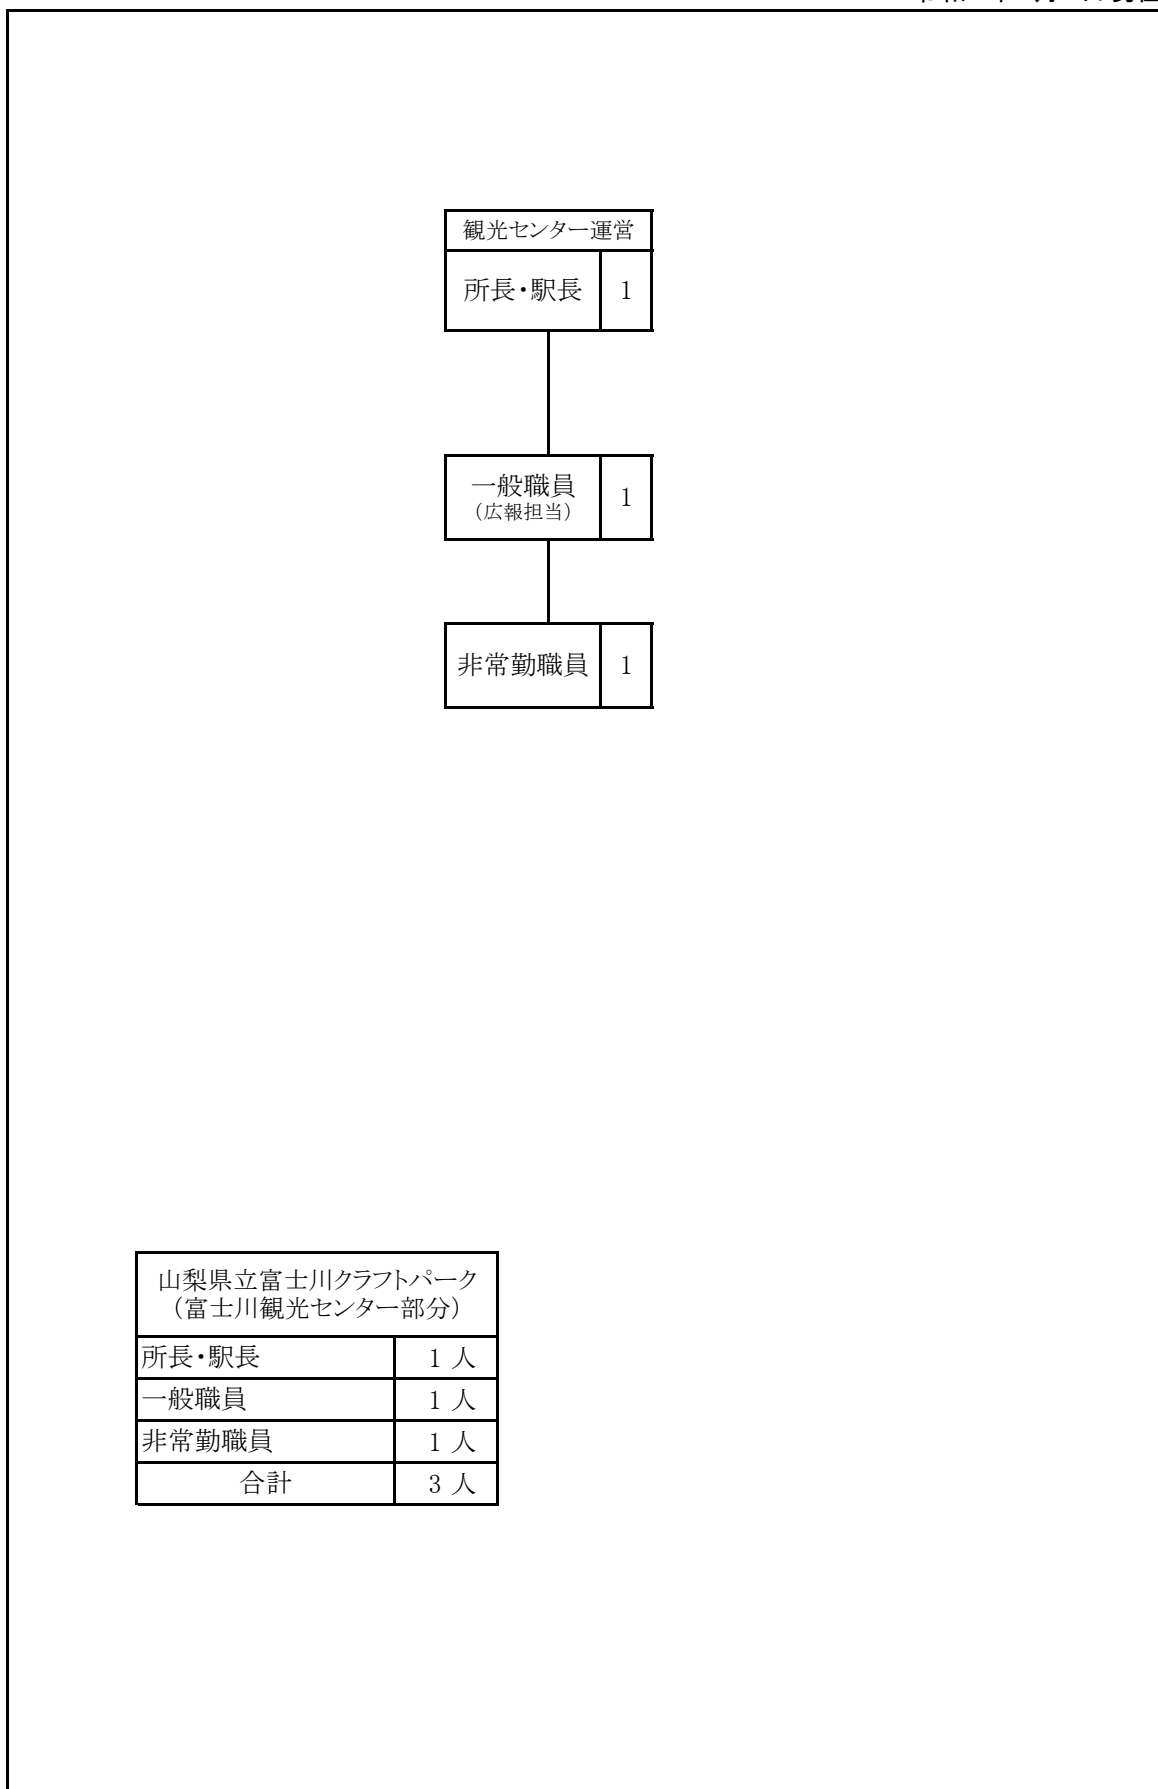 観光センター運営
所長・駅長 1
一般職員 1
（広報担当）
非常勤職員 1
山梨県立富士川クラフトパーク
（富士川観光センター部分）
所長・駅長 1 人
一般職員 1 人
非常勤職員 1 人
合計 3 人